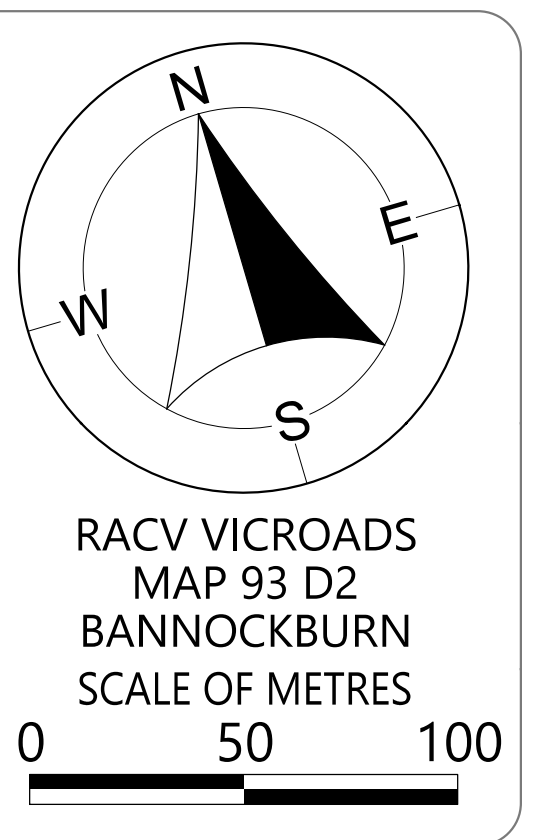 N
E
W
S
RACV VICROADS
MAP 93 D2
BANNOCKBURN
SCALE OF METRES
0 50 100